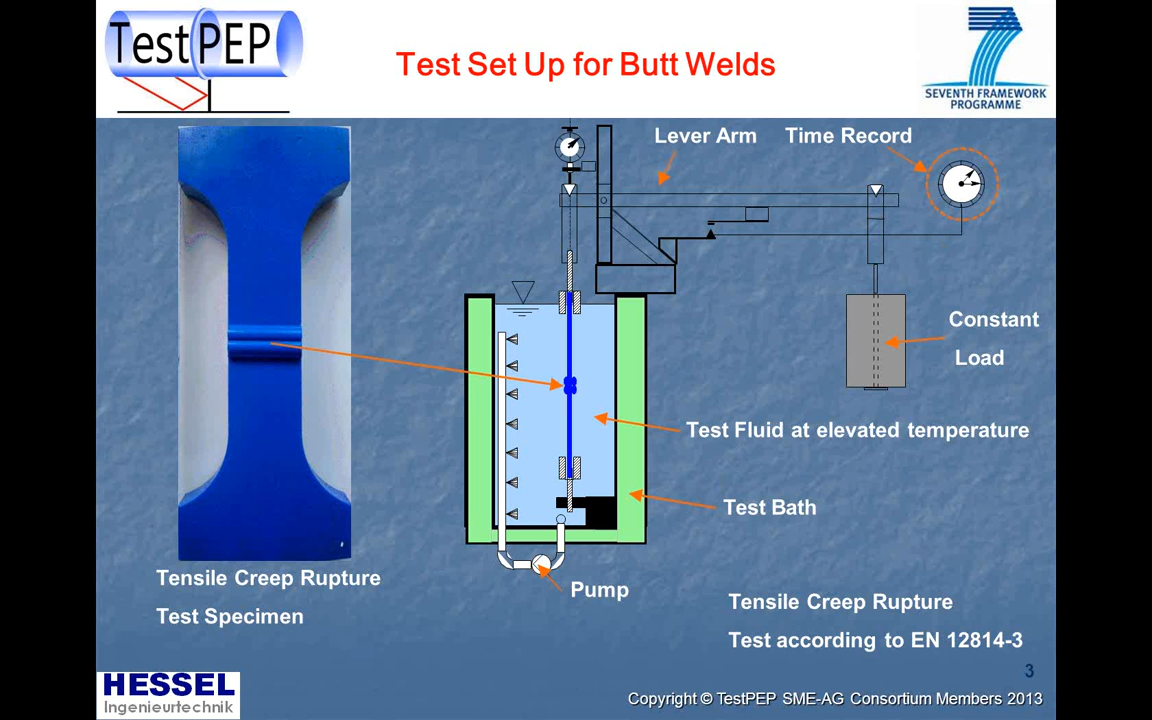 TestPEP
Test Set Up for Butt Welds
7
SEVENTH FRAMEWORK
PROGRAMME
Lever Arm
Time Record
Constant
Load
Test Fluid at elevated temperature
Test Bath
Pump
Tensile Creep Rupture
Test Specimen
Tensile Creep Rupture
Test according to EN 12814-3
3
HESSEL
Ingenieurtechnik
Copyright © TestPEP SME-AG Consortium Members 2013